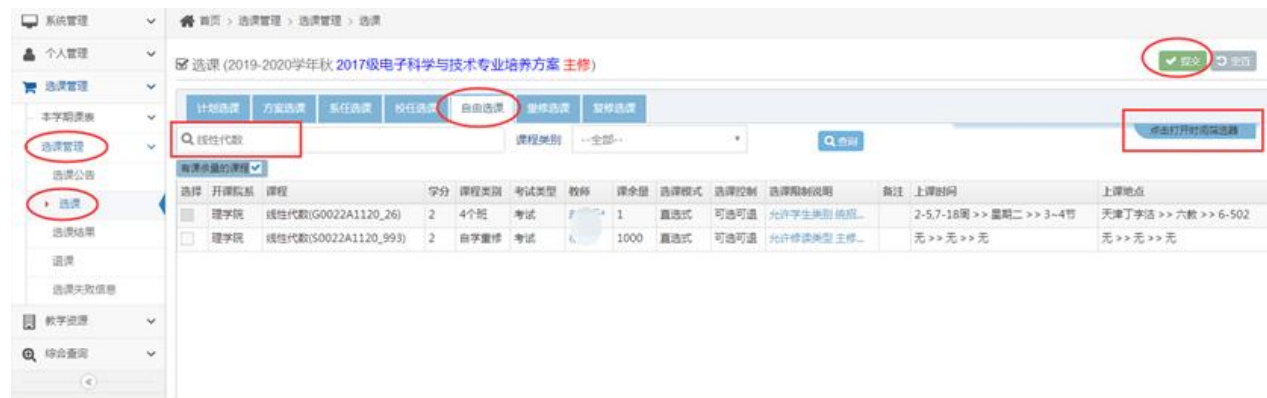 系统管理
首页 > 选课管理 > 选课管理 > 选课
个人管理
选课 (2019-2020学年秋 2017级电子科学与技术专业培养方案 主修)
提交
选课管理
计划选课 方案选课 系任选课 校任选课 自由选课 重修选课 复修选课
本学期课表
点击打开时间筛选器
线性代数
课程类别 --全部-- 查询
选课管理
有课余量的课程
选课公告
选择 开课院系 课程 学分 课程类别 考试类型 教师 课余量 选课模式 选课控制 选课限制说明 备注 上课时间 上课地点
选课
理学院 线性代数(G0022A1120_26) 2 4个班 考试 1 直选式 可选可退 允许学生类别 统招... 2-5,7-18周 >> 星期二 >> 3~4节 天津丁字沽 >> 六教 >> 6-502
选课结果
理学院 线性代数(S0022A1120_993) 2 自学重修 考试 1000 直选式 可选可退 允许修读类型 主修... 无 >> 无 >> 无 无 >> 无 >> 无
退课
选课失败信息
教学资源
综合查询